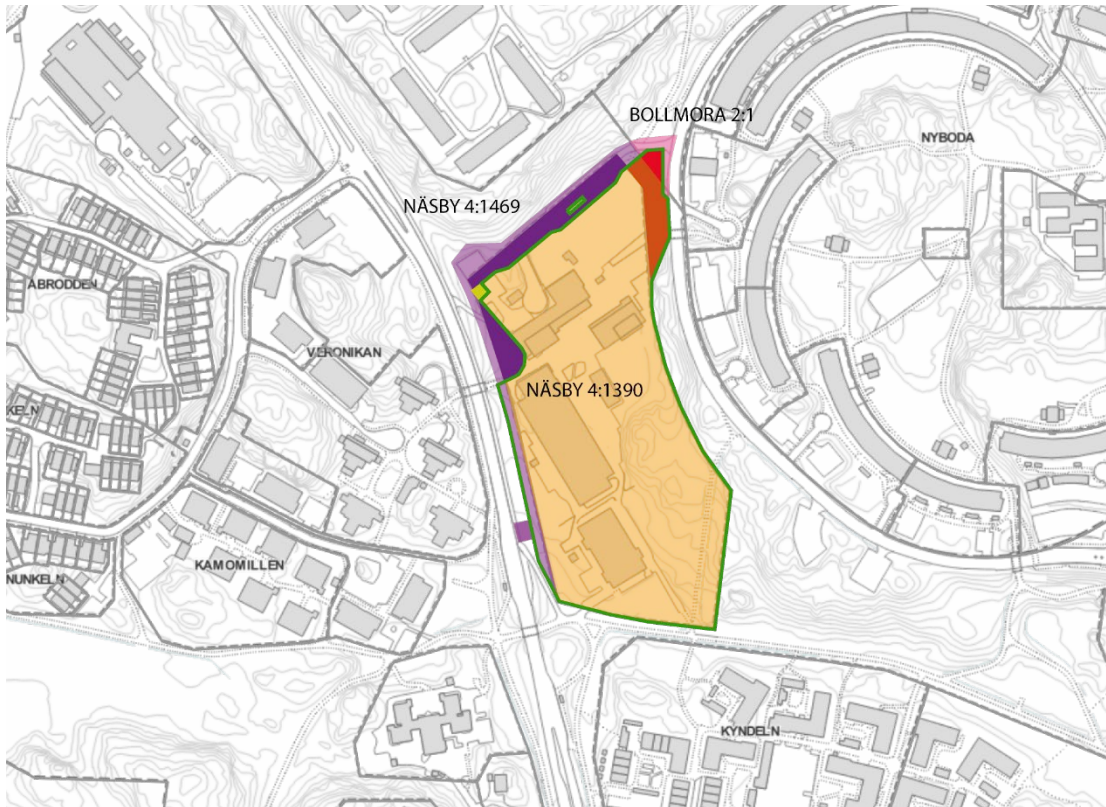 BOLLMORA 2:1
NYBODA
NÄSBY 4:1469
ÅBRODDEN
VERONIKAN
NÄSBY 4:1390
KELN
KAMOMILLEN
NUNKELN
KYNDELN